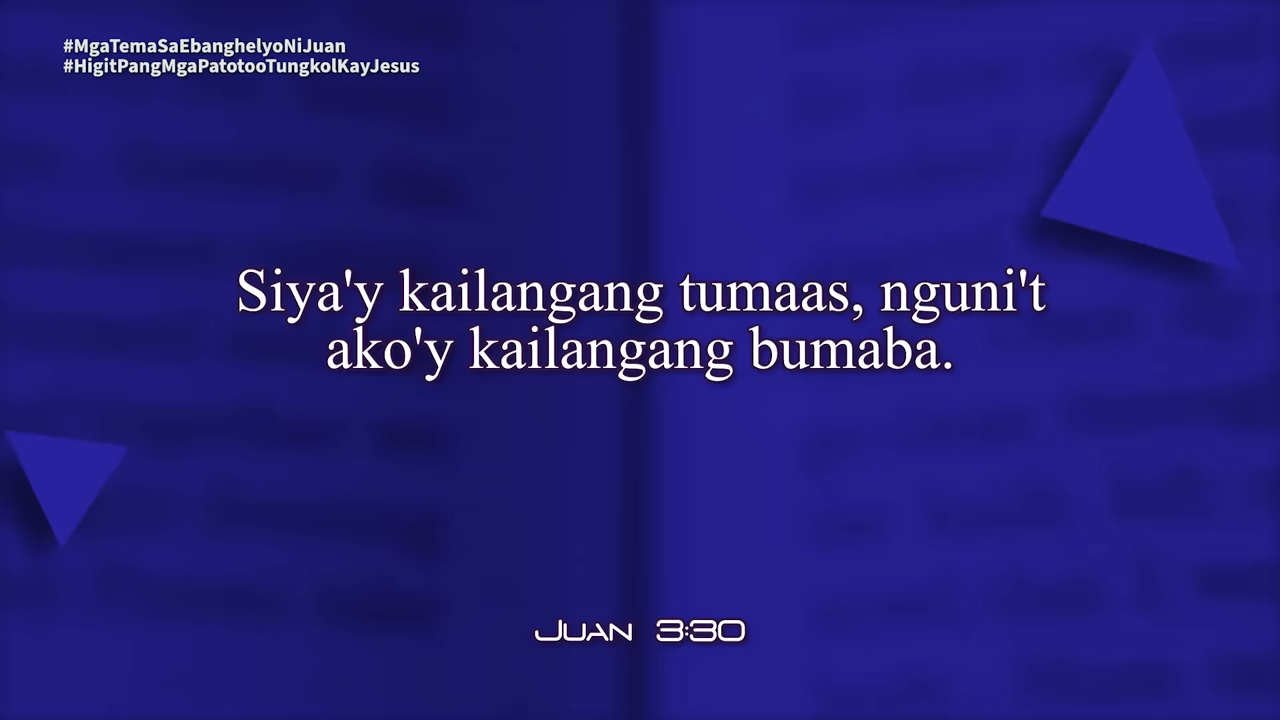 #MgaTemaSaEbanghelyoNiJuan
#HigitPangMgaPatotooTungkolKayJesus
Siya'y kailangang tumaas, nguni't
ako'y kailangang bumaba.
Juan 3:30